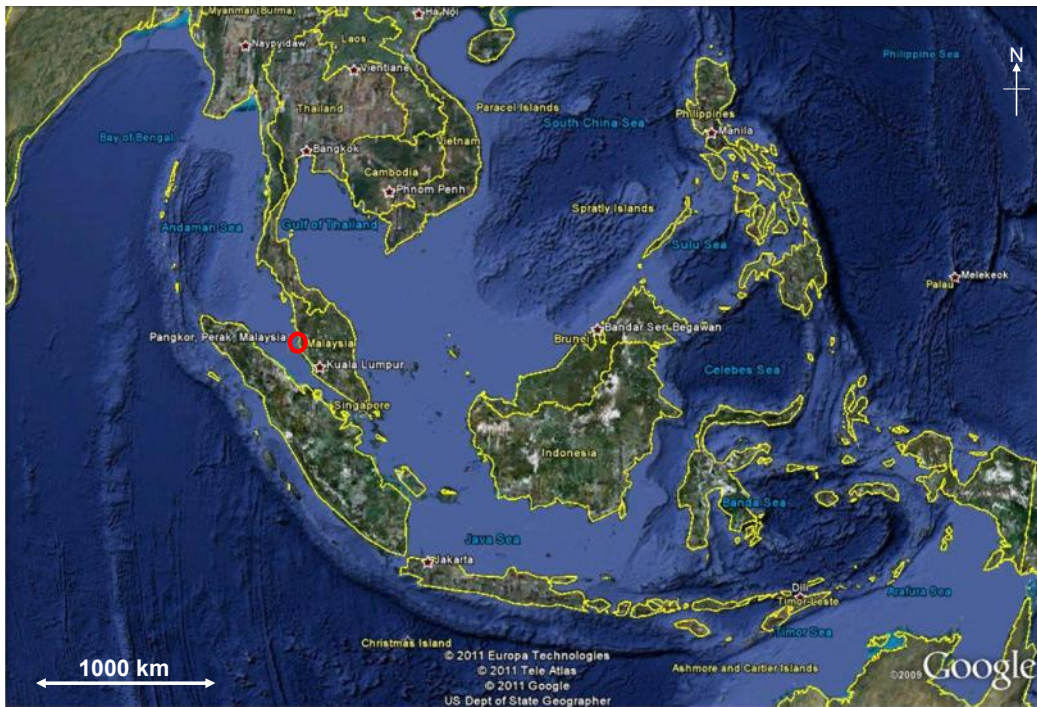 Myanmar (Burma)
Ha Noi
Laos
Naypyidaw
Vientiane
Philippine Sea
N
Thailand
Paracel Islands
Philippines
South China Sea
Manila
Bay of Bengal
Vietnam
Bangkok
Cambodia
Phnom Penh
Spratly Islands
Andaman Sea
Gulf of Thailand
Sulu Sea
Melekeok
Palau
Bandar Seri Begawan
Brunei
Pangkor, Perak, Malaysia
Malaysia
Kuala Lumpur
Celebes Sea
Singapore
Indonesia
Banda Sea
Java Sea
Jakarta
Dili
Timor-Leste
Arafura Sea
Timor Sea
Christmas Island
© 2011 Europa Technologies
© 2011 Tele Atlas
© 2011 Google
US Dept of State Geographer
Ashmore and Cartier Islands
©2009 Google
1000 km